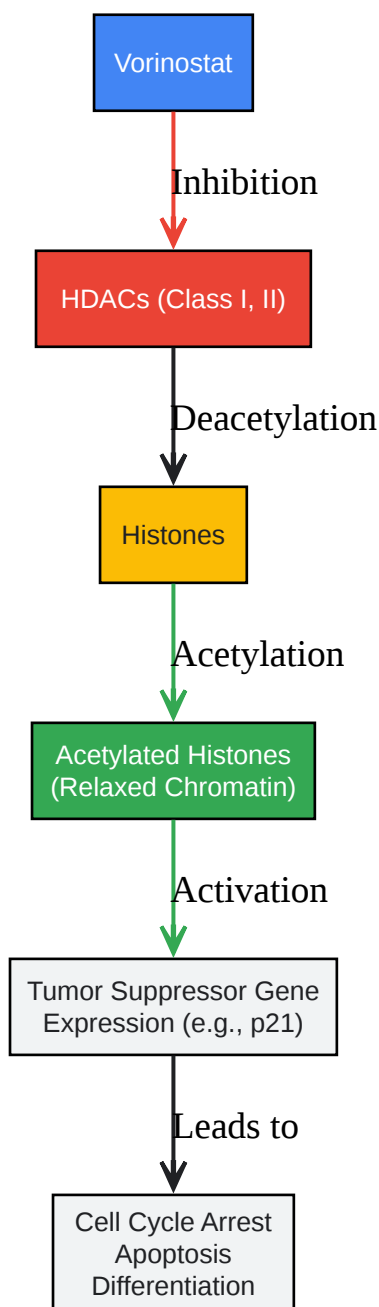 Vorinostat
Inhibition
HDACs (Class I, II)
Deacetylation
Histones
Acetylation
Acetylated Histones
(Relaxed Chromatin)
Activation
Tumor Suppressor Gene
Expression (e.g., p21)
Leads to
Cell Cycle Arrest
Apoptosis
Differentiation